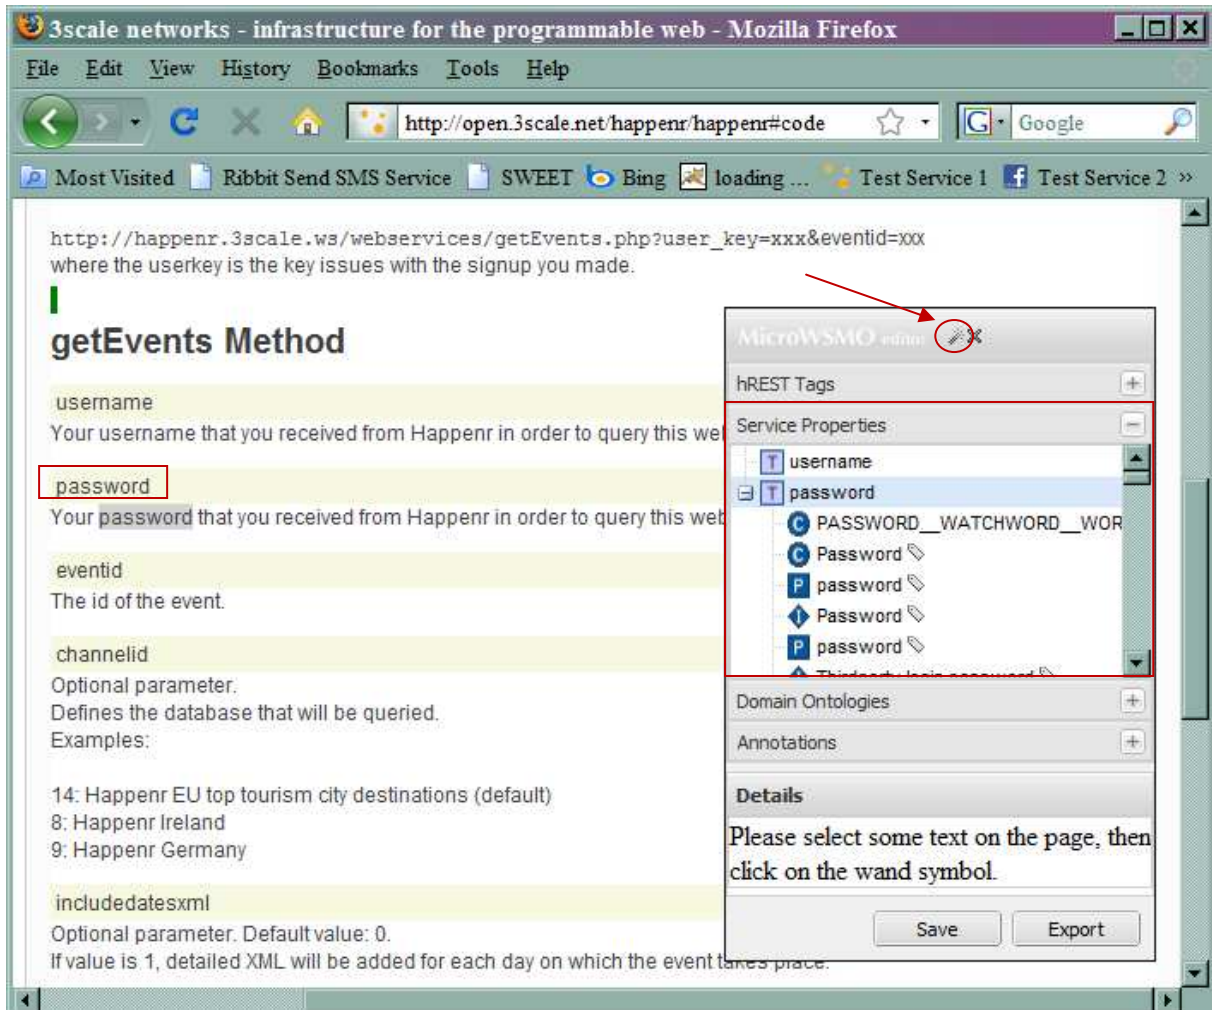 3scale networks - infrastructure for the programmable web - Mozilla Firefox
File Edit View History Bookmarks Tools Help
http://open.3scale.net/happenr/happenr#code
G Google
Most Visited Ribbit Send SMS Service SWEET Bing loading ... Test Service 1 Test Service 2 »
http://happenr.3scale.ws/webservices/getEvents.php?user_key=xxx&eventid=xxx
where the userkey is the key issues with the signup you made.
getEvents Method
username
Your username that you received from Happenr in order to query this we
password
Your password that you received from Happenr in order to query this web
eventid
The id of the event.
channelid
Optional parameter.
Defines the database that will be queried.
Examples:
14: Happenr EU top tourism city destinations (default)
8: Happenr Ireland
9: Happenr Germany
includedatesxml
Optional parameter. Default value: 0.
If value is 1, detailed XML will be added for each day on which the event takes place.
MicroWSMO editor
hREST Tags
Service Properties
T username
T password
C PASSWORD__WATCHWORD__WOR
C Password
P password
I Password
P password
Thirdparty login password
Domain Ontologies
Annotations
Details
Please select some text on the page, then
click on the wand symbol.
Save Export